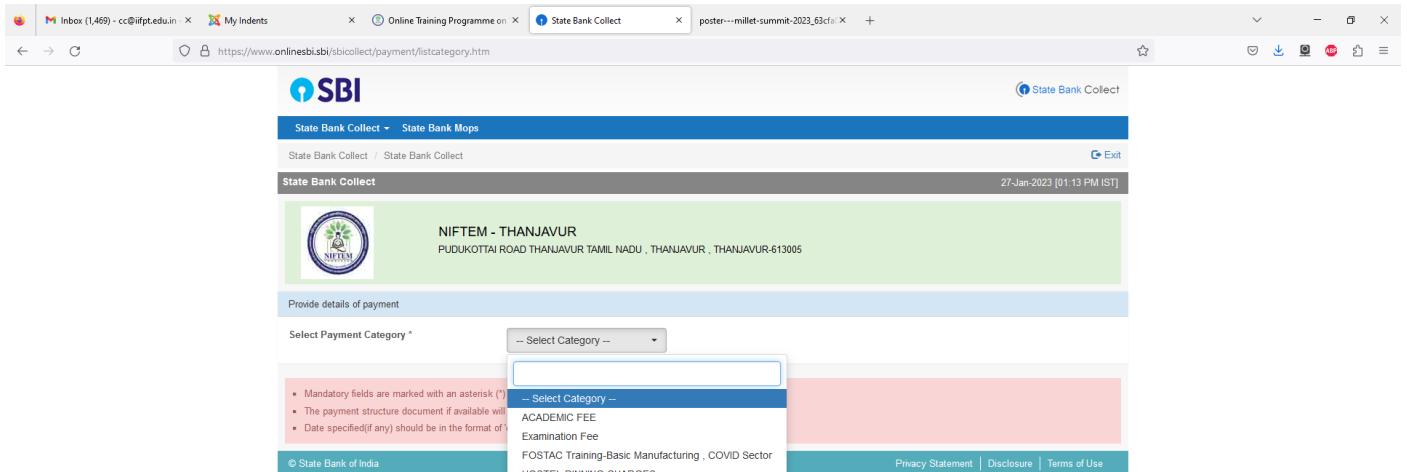 Inbox (1,469) - cc@iifpt.edu.in -
My Indents
Online Training Programme on
State Bank Collect
poster---millet-summit-2023_63cfa
https://www.onlinesbi.sbi/sbicollect/payment/listcategory.htm
ABP
SBI
State Bank Collect
State Bank Collect State Bank Mops
State Bank Collect / State Bank Collect
Exit
State Bank Collect
27-Jan-2023 [01:13 PM IST]
NIFTEM
NIFTEM - THANJAVUR
PUDUKOTTAI ROAD THANJAVUR TAMIL NADU , THANJAVUR , THANJAVUR-613005
Provide details of payment
Select Payment Category *
-- Select Category --
Mandatory fields are marked with an asterisk (*)
-- Select Category --
The payment structure document if available will
ACADEMIC FEE
Date specified(if any) should be in the format of
Examination Fee
FOSTAC Training-Basic Manufacturing , COVID Sector
© State Bank of India
Privacy Statement | Disclosure | Terms of Use